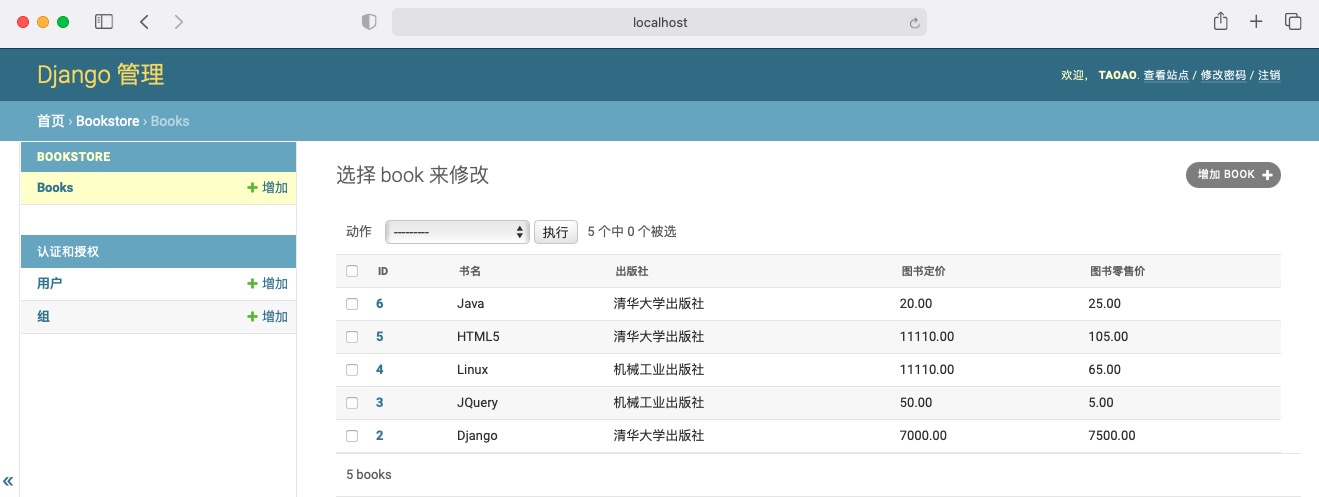 localhost
Django 管理
欢迎， TAOAO. 查看站点 / 修改密码 / 注销
首页 › Bookstore › Books
BOOKSTORE
Books + 增加
认证和授权
用户 + 增加
组 + 增加
«
选择 book 来修改
增加 BOOK +
动作 --------- 执行 5 个中 0 个被选
ID 书名 出版社 图书定价 图书零售价
6 Java 清华大学出版社 20.00 25.00
5 HTML5 清华大学出版社 11110.00 105.00
4 Linux 机械工业出版社 11110.00 65.00
3 JQuery 机械工业出版社 50.00 5.00
2 Django 清华大学出版社 7000.00 7500.00
5 books